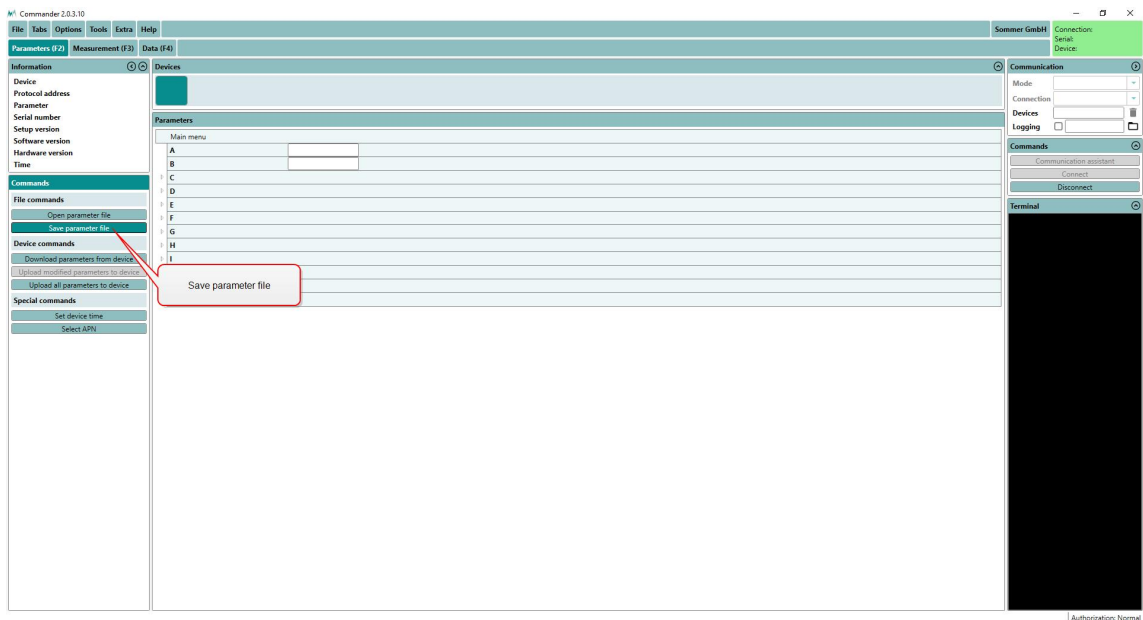 Commander 2.0.3.10
File Tabs Options Tools Extra Help
Sommer GmbH
Connection:
Serial:
Device:
Parameters (F2) Measurement (F3) Data (F4)
Information
Device
Protocol address
Parameter
Serial number
Setup version
Software version
Hardware version
Time
Commands
File commands
Open parameter file
Save parameter file
Device commands
Download parameters from device
Upload modified parameters to device
Upload all parameters to device
Special commands
Set device time
Select APN
Devices
Parameters
Main menu
A
B
C
D
E
F
G
H
I
Save parameter file
Communication
Mode
Connection
Devices
Logging
Commands
Communication assistant
Connect
Disconnect
Terminal
Authorization: Normal